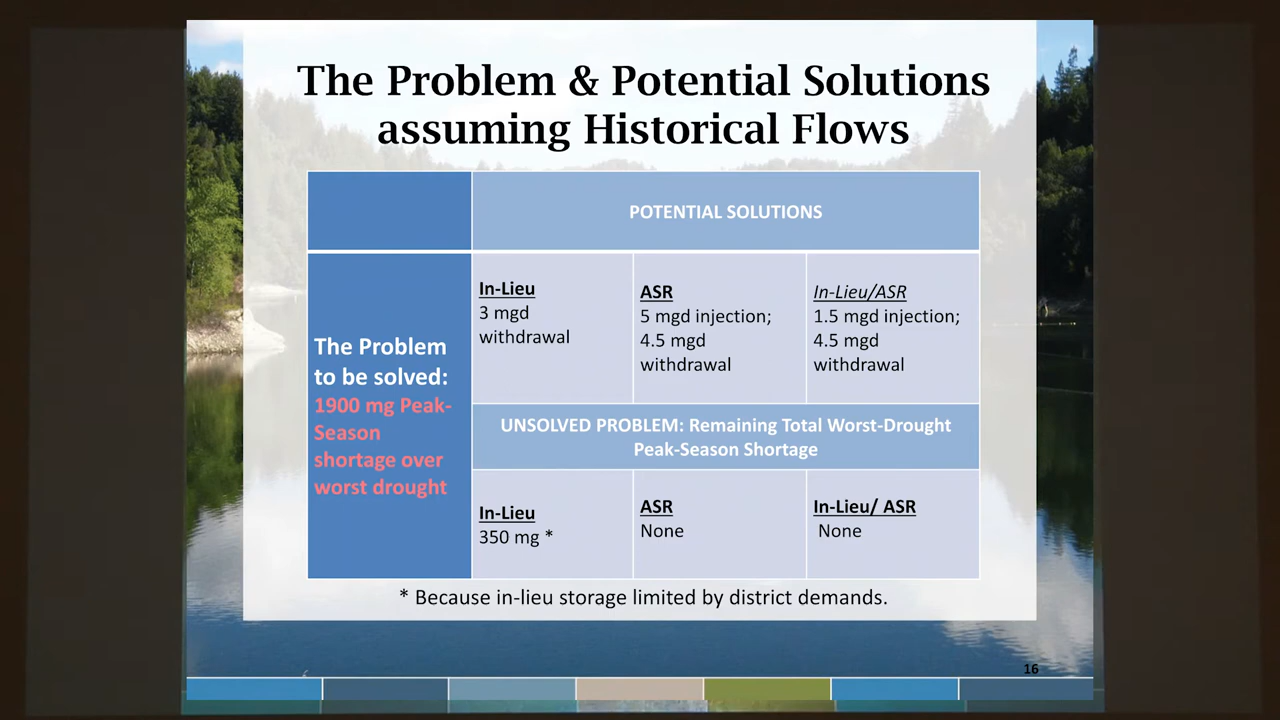 The Problem & Potential Solutions
assuming Historical Flows
POTENTIAL SOLUTIONS
The Problem
to be solved:
1900 mg Peak-
Season
shortage over
worst drought
In-Lieu
3 mgd
withdrawal
ASR
5 mgd injection;
4.5 mgd
withdrawal
In-Lieu/ASR
1.5 mgd injection;
4.5 mgd
withdrawal
UNSOLVED PROBLEM: Remaining Total Worst-Drought
Peak-Season Shortage
In-Lieu
350 mg *
ASR
None
In-Lieu/ ASR
None
* Because in-lieu storage limited by district demands.
16